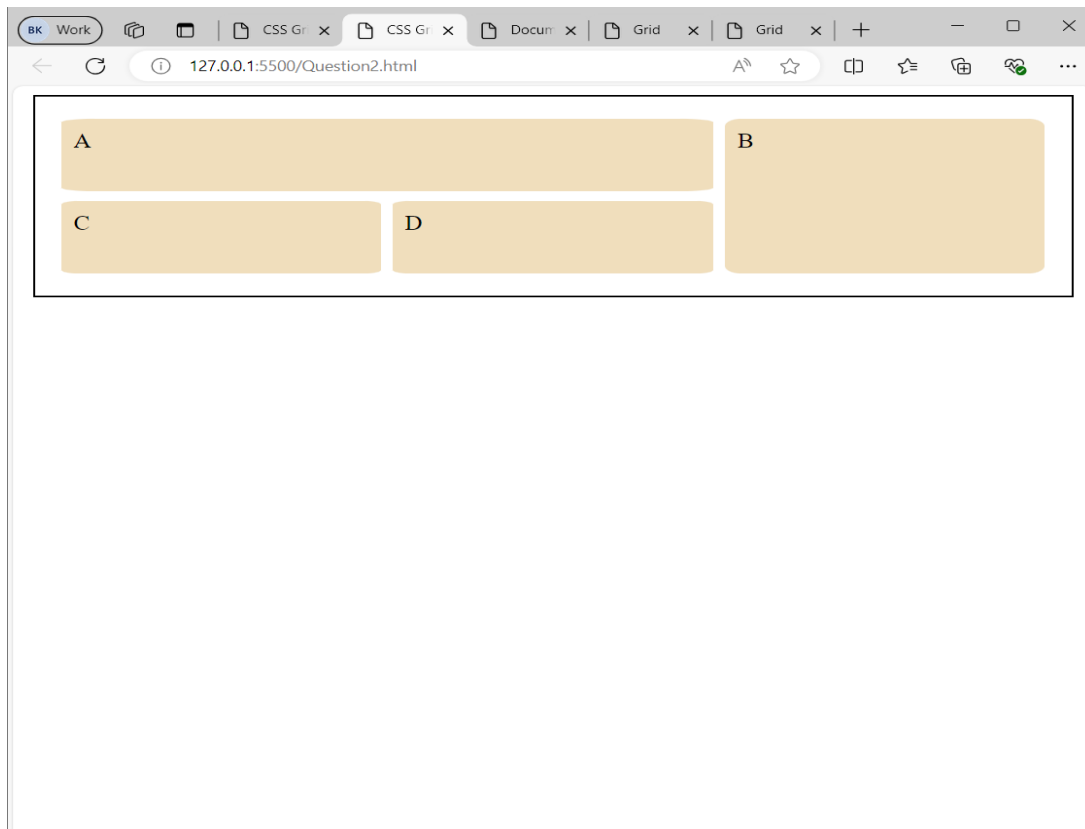 BK Work CSS Gr CSS Gr Docum Grid Grid
127.0.0.1:5500/Question2.html A
A B
C D